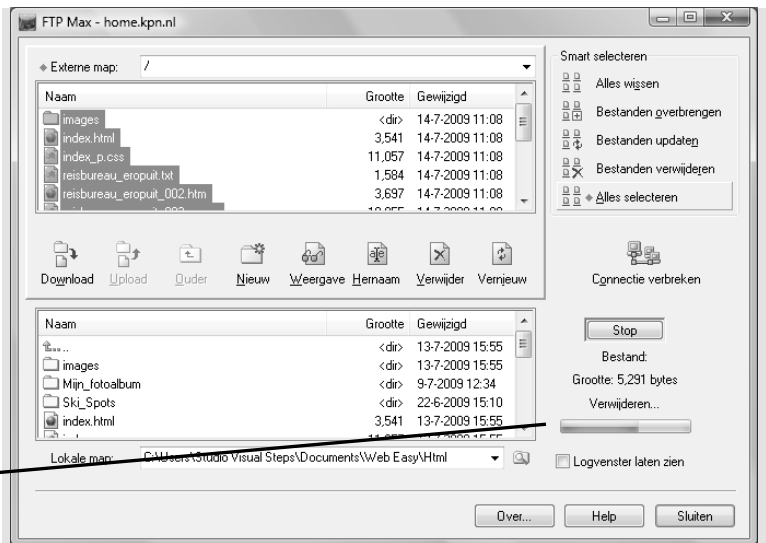 FTP Max - home.kpn.nl
Externe map: /
Naam Grootte Gewijzigd
images <dir> 14-7-2009 11:08
index.html 3,541 14-7-2009 11:08
index_p.css 11,057 14-7-2009 11:08
reisbureau_eropuit.txt 1,584 14-7-2009 11:08
reisbureau_eropuit_002.htm 3,697 14-7-2009 11:08
Download Upload Ouder Nieuw Weergave Hernaam Verwijder Vernjeuw
Naam Grootte Gewijzigd
.. <dir> 13-7-2009 15:55
images <dir> 13-7-2009 15:55
Mijn_fotoalbum <dir> 9-7-2009 12:34
Ski_Spots <dir> 22-6-2009 15:10
index.html 3,541 13-7-2009 15:55
Lokale map: C:\Users\Studio Visual Steps\Documents\Web Easy\Html
Smart selecteren
Alles wissen
Bestanden overbrengen
Bestanden updaten
Bestanden verwijderen
Alles selecteren
Connectie verbreken
Stop
Bestand:
Grootte: 5,291 bytes
Verwijderen...
Logvenster laten zien
Over...
Help
Sluiten